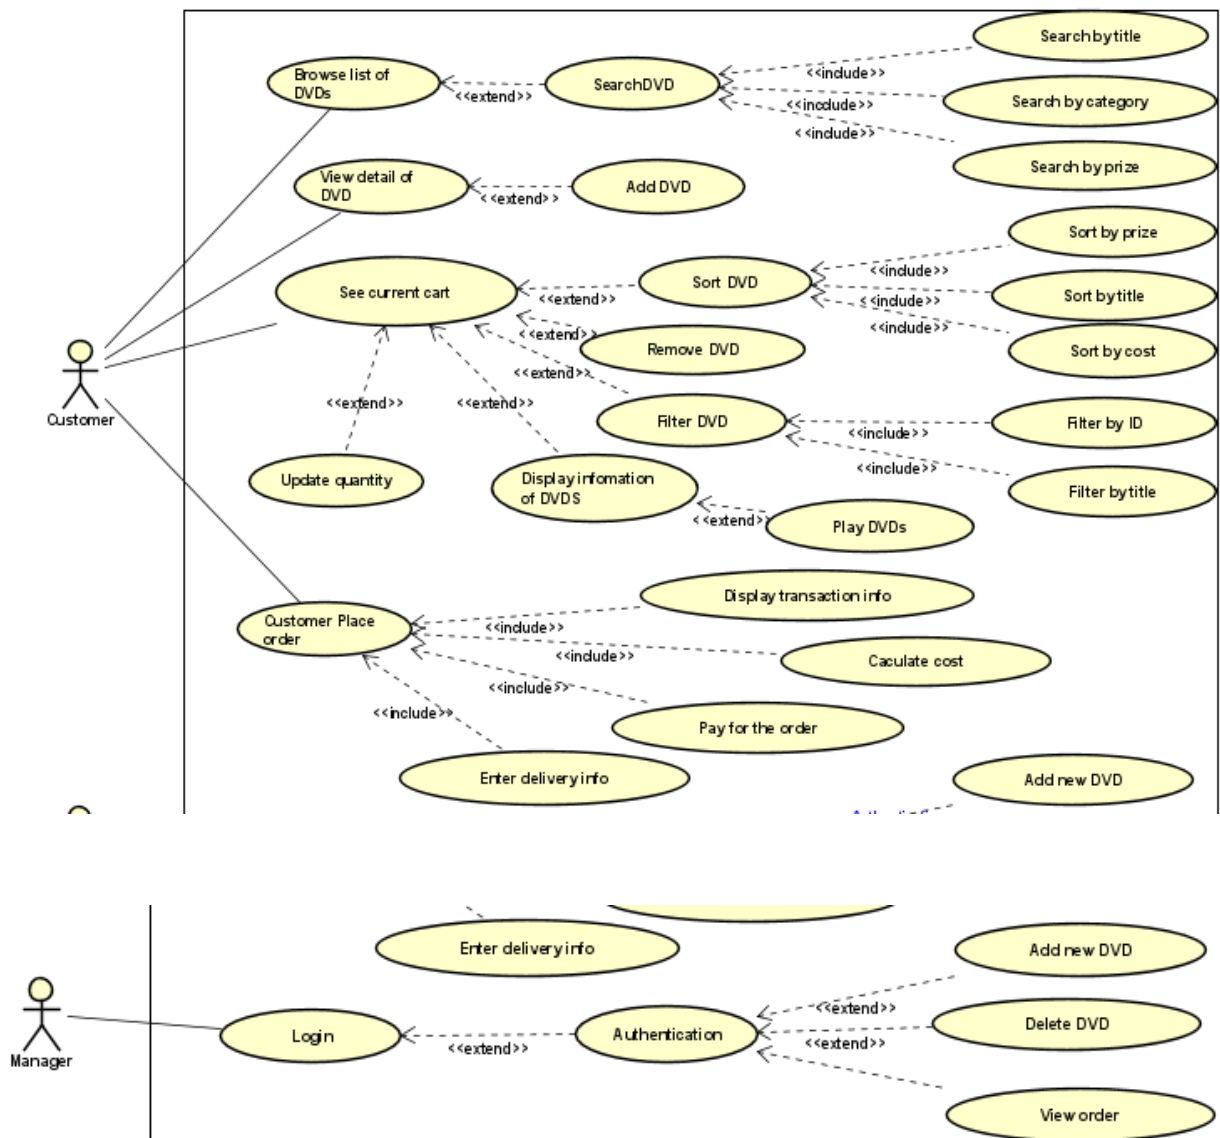 Search by title
Browse list of
DVDs
<<extend>>
SearchDVD
<<include>>
Search by category
<<include>>
<<include>>
Search by prize
View detail of
DVD
<<extend>>
Add DVD
Sort by prize
See current cart
<<extend>>
Sort DVD
<<include>>
<<include>>
Sort by title
<<include>>
<<extend>>
Remove DVD
Sort by cost
<<extend>>
Customer
<<extend>>
<<extend>>
Filter DVD
<<include>>
Filter by ID
<<include>>
Update quantity
Display infomation
of DVDS
Filter by title
<<extend>>
Play DVDs
Display transaction info
Customer Place
order
<<include>>
<<include>>
Caculate cost
<<include>>
<<include>>
Pay for the order
Enter delivery info
Add new DVD
Enter delivery info
Add new DVD
<<extend>>
Manager
Login
<<extend>>
Authentication
Delete DVD
<<extend>>
View order